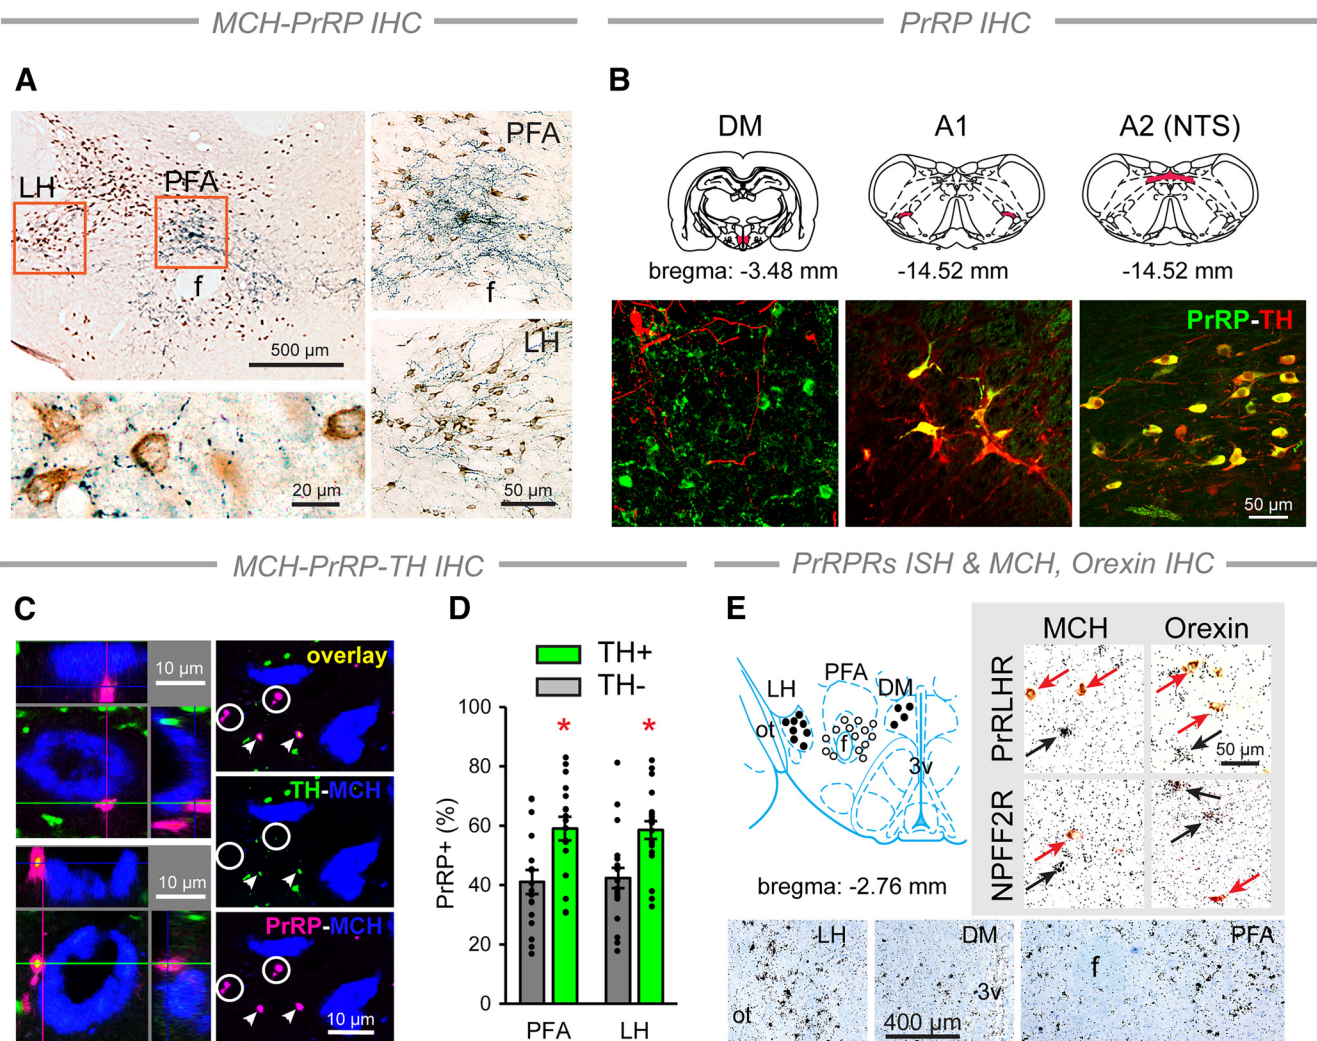 MCH-PrRP IHC
PrRP IHC
A
LH
PFA
f
500 µm
PFA
f
20 µm
LH
50 µm
B
DM
A1
A2 (NTS)
bregma: -3.48 mm
-14.52 mm
-14.52 mm
PrRP-TH
50 µm
MCH-PrRP-TH IHC
PrRPRs ISH & MCH, Orexin IHC
C
10 µm
overlay
10 µm
TH-MCH
PrRP-MCH
10 µm
D
TH+
TH-
PrRP+ (%)
100
80
60
40
20
0
*
*
PFA
LH
E
LH
PFA
DM
ot
f
3v
bregma: -2.76 mm
MCH
Orexin
PrRLHR
50 µm
NPFF2R
LH
ot
DM
3v
400 µm
PFA
f